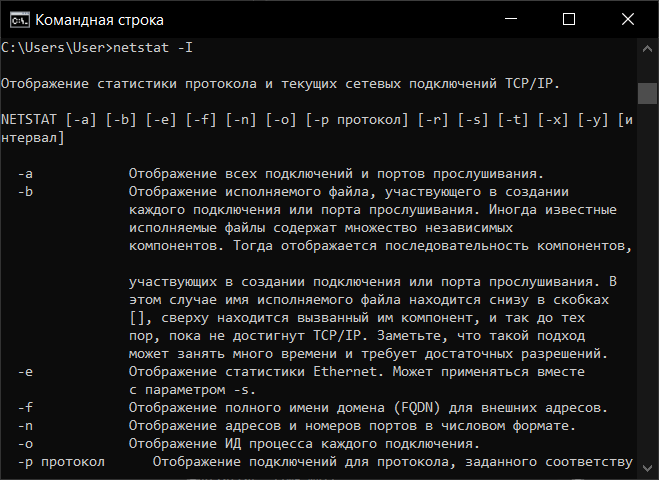 Командная строка
C:\Users\User>netstat -I
Отображение статистики протокола и текущих сетевых подключений TCP/IP.
NETSTAT [-a] [-b] [-e] [-f] [-n] [-o] [-p протокол] [-r] [-s] [-t] [-x] [-y] [и
нтервал]
-a Отображение всех подключений и портов прослушивания.
-b Отображение исполняемого файла, участвующего в создании
каждого подключения или порта прослушивания. Иногда известные
исполняемые файлы содержат множество независимых
компонентов. Тогда отображается последовательность компонентов,
участвующих в создании подключения или порта прослушивания. В
этом случае имя исполняемого файла находится снизу в скобках
[], сверху находится вызванный им компонент, и так до тех
пор, пока не достигнут TCP/IP. Заметьте, что такой подход
может занять много времени и требует достаточных разрешений.
-e Отображение статистики Ethernet. Может применяться вместе
с параметром -s.
-f Отображение полного имени домена (FQDN) для внешних адресов.
-n Отображение адресов и номеров портов в числовом формате.
-o Отображение ИД процесса каждого подключения.
-p протокол Отображение подключений для протокола, заданного соответству